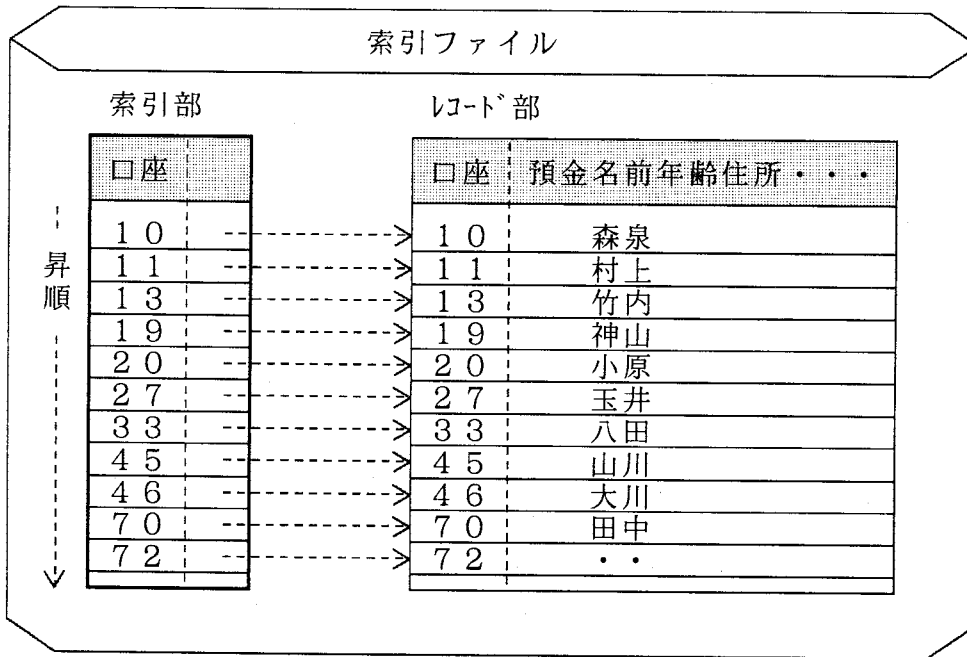 索引ファイル
索引部
レコード部
口座
口座 預金名前年齢住所・・・
昇順
10
11
13
19
20
27
33
45
46
70
72
10 森泉
11 村上
13 竹内
19 神山
20 小原
27 玉井
33 八田
45 山川
46 大川
70 田中
72 ・・